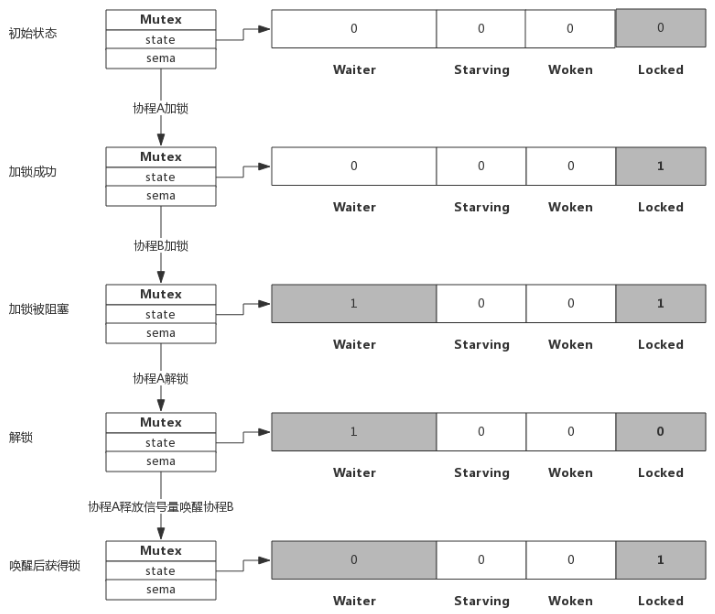 初始状态
Mutex
state
sema
0 0 0 0
Waiter Starving Woken Locked
协程A加锁
加锁成功
Mutex
state
sema
0 0 0 1
Waiter Starving Woken Locked
协程B加锁
加锁被阻塞
Mutex
state
sema
1 0 0 1
Waiter Starving Woken Locked
协程A解锁
解锁
Mutex
state
sema
1 0 0 0
Waiter Starving Woken Locked
协程A释放信号量唤醒协程B
唤醒后获得锁
Mutex
state
sema
0 0 0 1
Waiter Starving Woken Locked